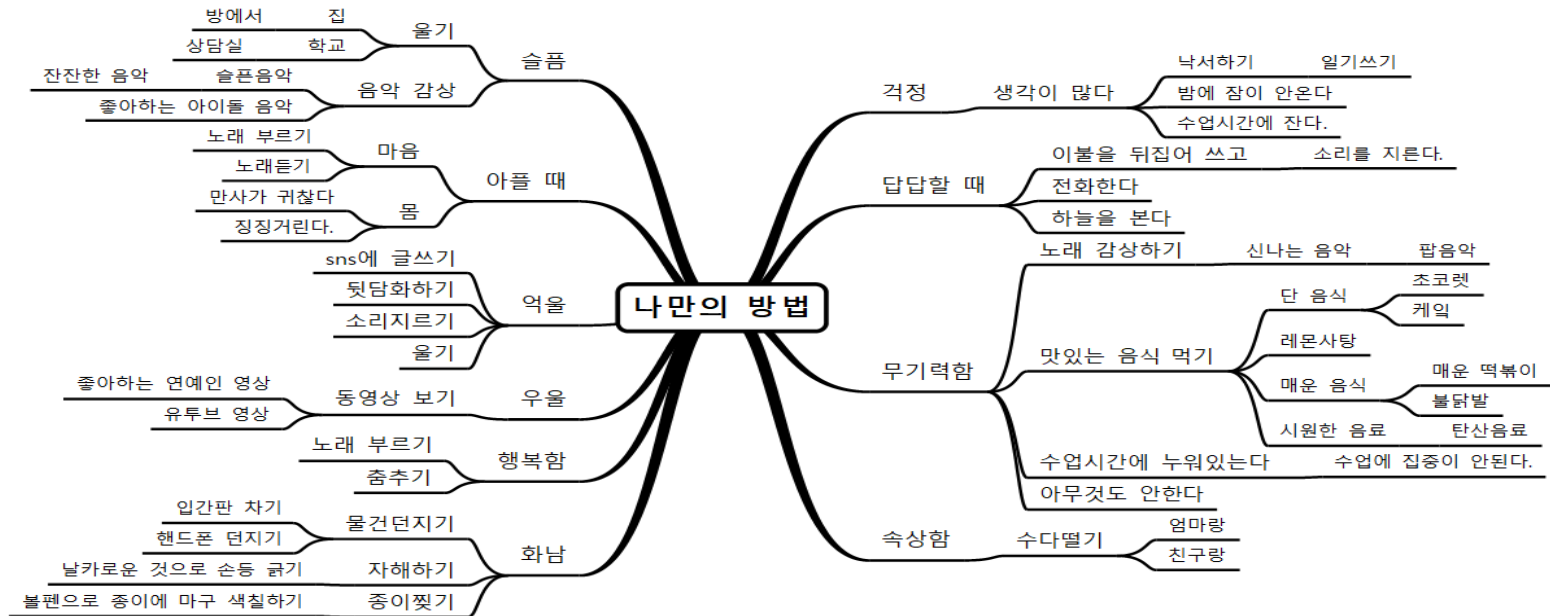 나만의 방법
슬픔
울기
집
방에서
학교
상담실
음악 감상
슬픈음악
잔잔한 음악
좋아하는 아이돌 음악
아플 때
마음
노래 부르기
노래듣기
몸
만사가 귀찮다
징징거린다.
억울
sns에 글쓰기
뒷담화하기
소리지르기
울기
우울
동영상 보기
좋아하는 연예인 영상
유투브 영상
행복함
노래 부르기
춤추기
화남
물건던지기
입간판 차기
핸드폰 던지기
자해하기
날카로운 것으로 손등 긁기
종이찢기
볼펜으로 종이에 마구 색칠하기
걱정
생각이 많다
낙서하기
일기쓰기
밤에 잠이 안온다
수업시간에 잔다.
답답할 때
이불을 뒤집어 쓰고
소리를 지른다.
전화한다
하늘을 본다
무기력함
노래 감상하기
신나는 음악
팝음악
맛있는 음식 먹기
단 음식
초코렛
케잌
레몬사탕
매운 음식
매운 떡볶이
불닭발
시원한 음료
탄산음료
수업시간에 누워있는다
수업에 집중이 안된다.
아무것도 안한다
속상함
수다떨기
엄마랑
친구랑